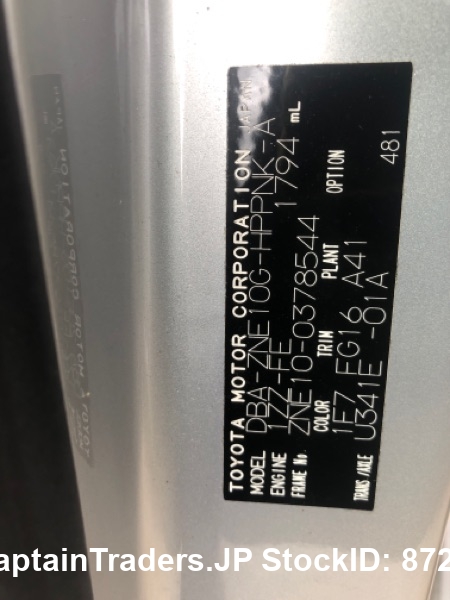 TOYOTA MOTOR CORPORATION JAPAN
MODEL DBA-ZNE10G-HPPNK-A
ENGINE 1ZZ-FE 1794 mL
FRAME No. ZNE10-0378544
COLOR TRIM PLANT OPTION
1F7 FG16 A41
TRANS/AXLE U341E -01A 481
aptainTraders.JP StockID: 872